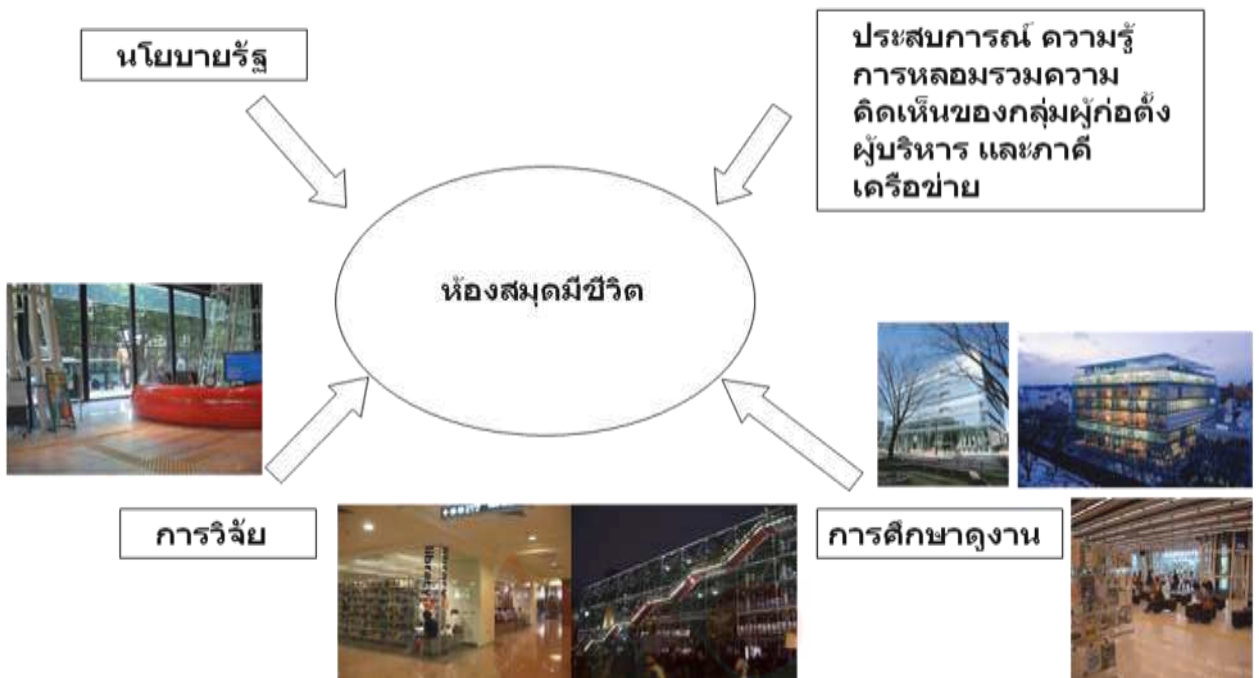 นโยบายรัฐ
ประสบการณ์ ความรู้
การหลอมรวมความ
คิดเห็นของกลุ่มผู้ก่อตั้ง
ผู้บริหาร และภาคี
เครือข่าย
ห้องสมุดมีชีวิต
การวิจัย
การศึกษาดูงาน